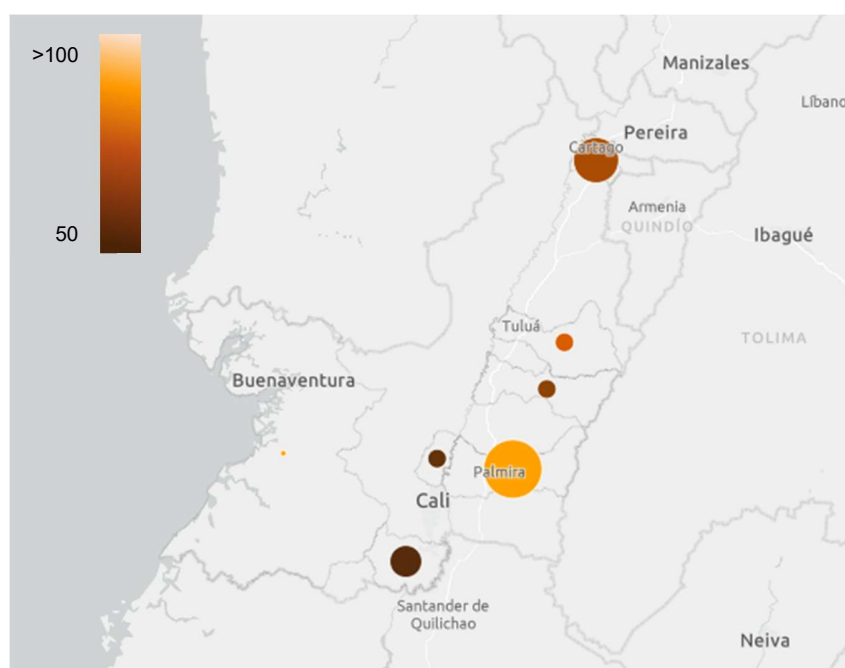 >100
50
Manizales
Líbano
Pereira
Cartago
Armenia
QUINDÍO
Ibagué
Tuluá
TOLIMA
Buenaventura
Palmira
Cali
Santander de
Quilichao
Neiva